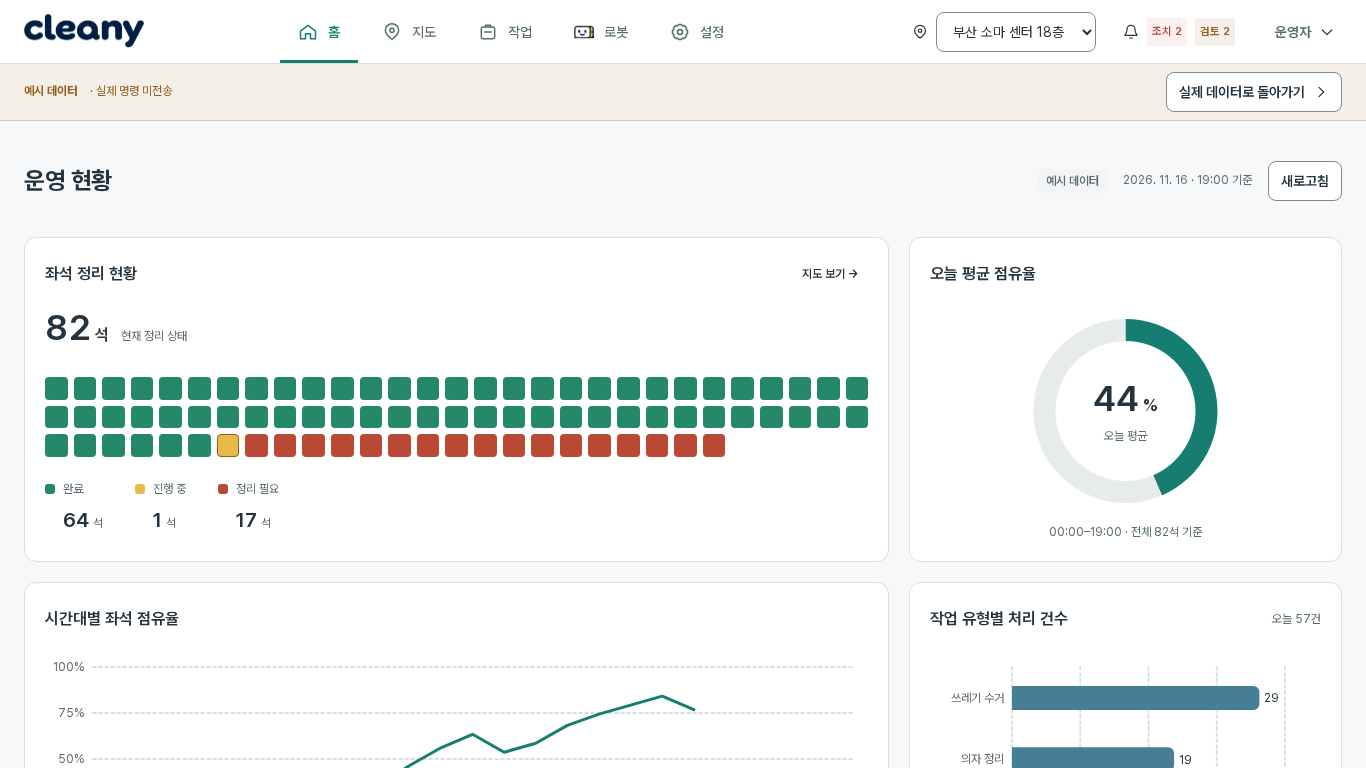 cleany
홈
지도
작업
로봇
설정
부산 소마 센터 18층
조치 2
검토 2
운영자
예시 데이터 · 실제 명령 미전송
실제 데이터로 돌아가기
운영 현황
예시 데이터
2026. 11. 16 · 19:00 기준
새로고침
좌석 정리 현황
지도 보기 →
82 석 현재 정리 상태
완료
64 석
진행 중
1 석
정리 필요
17 석
오늘 평균 점유율
44 %
오늘 평균
00:00–19:00 · 전체 82석 기준
시간대별 좌석 점유율
100%
75%
50%
작업 유형별 처리 건수
오늘 57건
쓰레기 수거 29
의자 정리 19